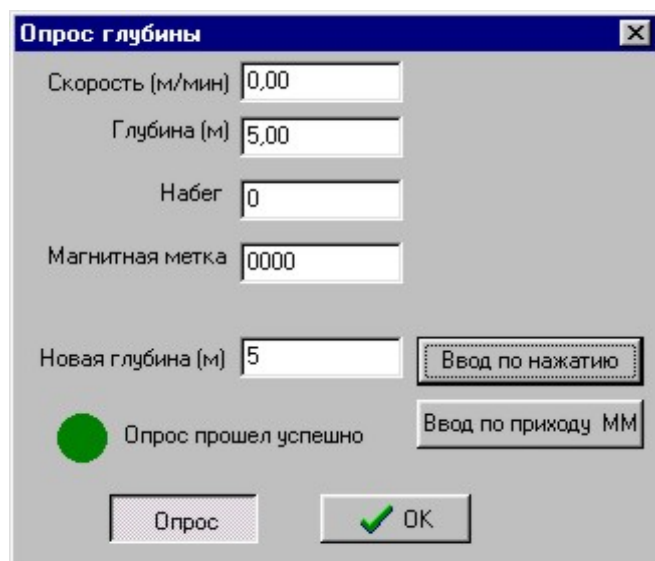 Опрос глубины
Скорость (м/мин) 0,00
Глубина (м) 5,00
Набег 0
Магнитная метка 0000
Новая глубина (м) 5 Ввод по нажатию
Ввод по приходу ММ
Опрос прошел успешно
Опрос OK